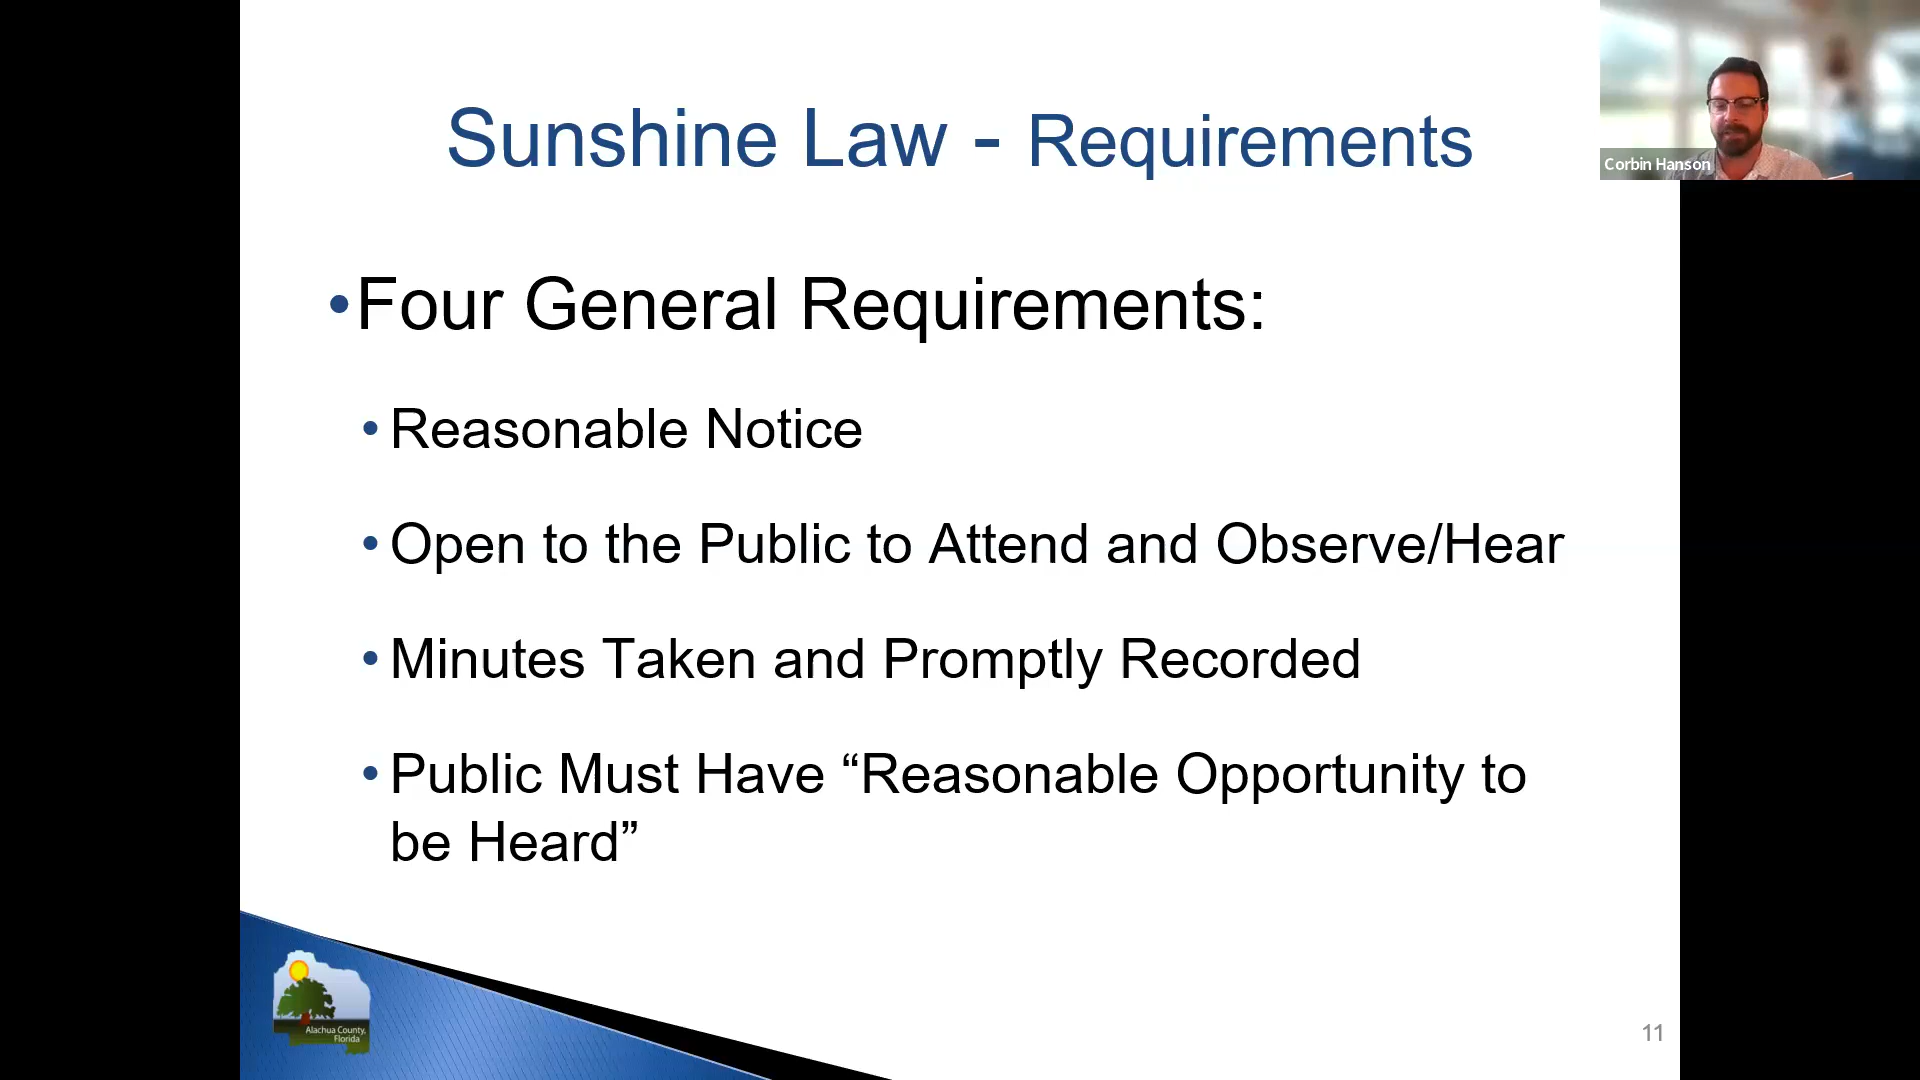 Sunshine Law - Requirements
Corbin Hanson
•Four General Requirements:
• Reasonable Notice
• Open to the Public to Attend and Observe/Hear
• Minutes Taken and Promptly Recorded
• Public Must Have “Reasonable Opportunity to
be Heard”
Alachua County,
Florida
11